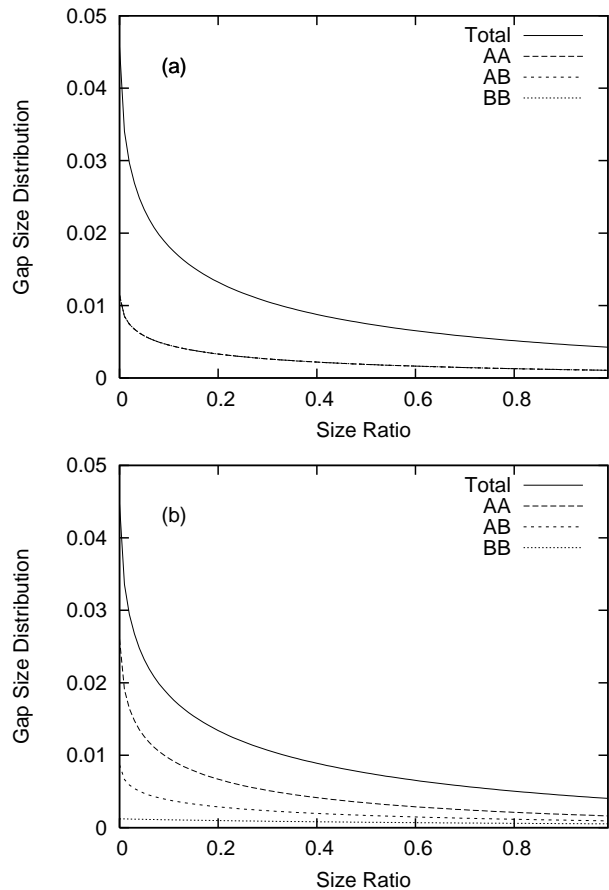 0.05
Total
AA
AB
BB
(a)
0.04
0.03
0.02
0.01
0
Gap Size Distribution
0 0.2 0.4 0.6 0.8
Size Ratio
0.05
Total
AA
AB
BB
(b)
0.04
0.03
0.02
0.01
0
Gap Size Distribution
0 0.2 0.4 0.6 0.8
Size Ratio